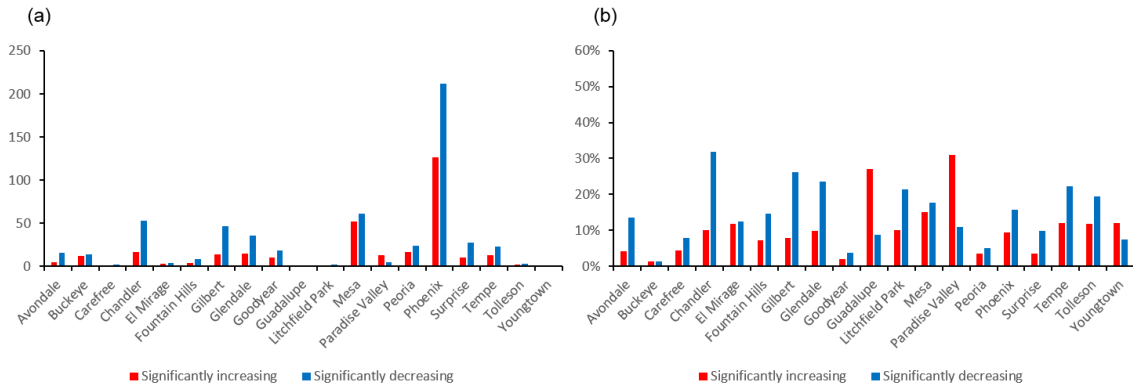 (a)
250
200
150
100
50
0
Avondale
Buckeye
Carefree
Chandler
El Mirage
Fountain Hills
Gilbert
Glendale
Goodyear
Guadalupe
Litchfield Park
Mesa
Paradise Valley
Peoria
Phoenix
Surprise
Tempe
Tolleson
Youngtown
Significantly increasing Significantly decreasing
(b)
60%
50%
40%
30%
20%
10%
0%
Avondale
Buckeye
Carefree
Chandler
El Mirage
Fountain Hills
Gilbert
Glendale
Goodyear
Guadalupe
Litchfield Park
Mesa
Paradise Valley
Peoria
Phoenix
Surprise
Tempe
Tolleson
Youngtown
Significantly increasing Significantly decreasing